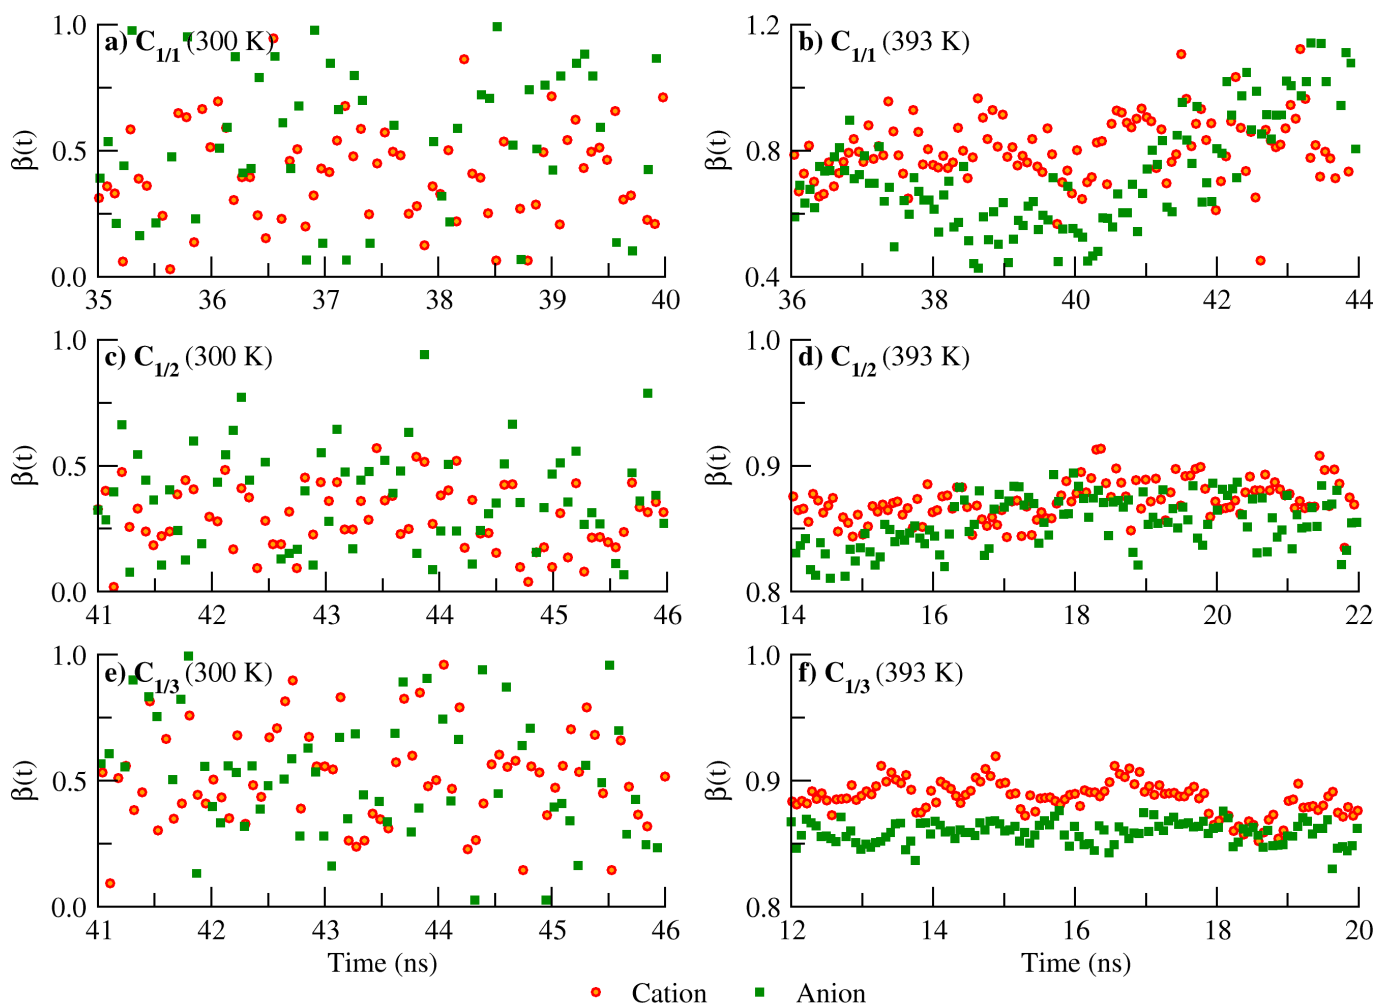 a) C1/1 (300 K)
β(t)
1.0
0.5
0.0
35 36 37 38 39 40
b) C1/1 (393 K)
β(t)
1.2
0.8
0.4
36 38 40 42 44
c) C1/2 (300 K)
β(t)
1.0
0.5
0.0
41 42 43 44 45 46
d) C1/2 (393 K)
β(t)
1.0
0.9
0.8
14 16 18 20 22
e) C1/3 (300 K)
β(t)
1.0
0.5
0.0
41 42 43 44 45 46
Time (ns)
f) C1/3 (393 K)
β(t)
1.0
0.9
0.8
12 14 16 18 20
Time (ns)
Cation Anion